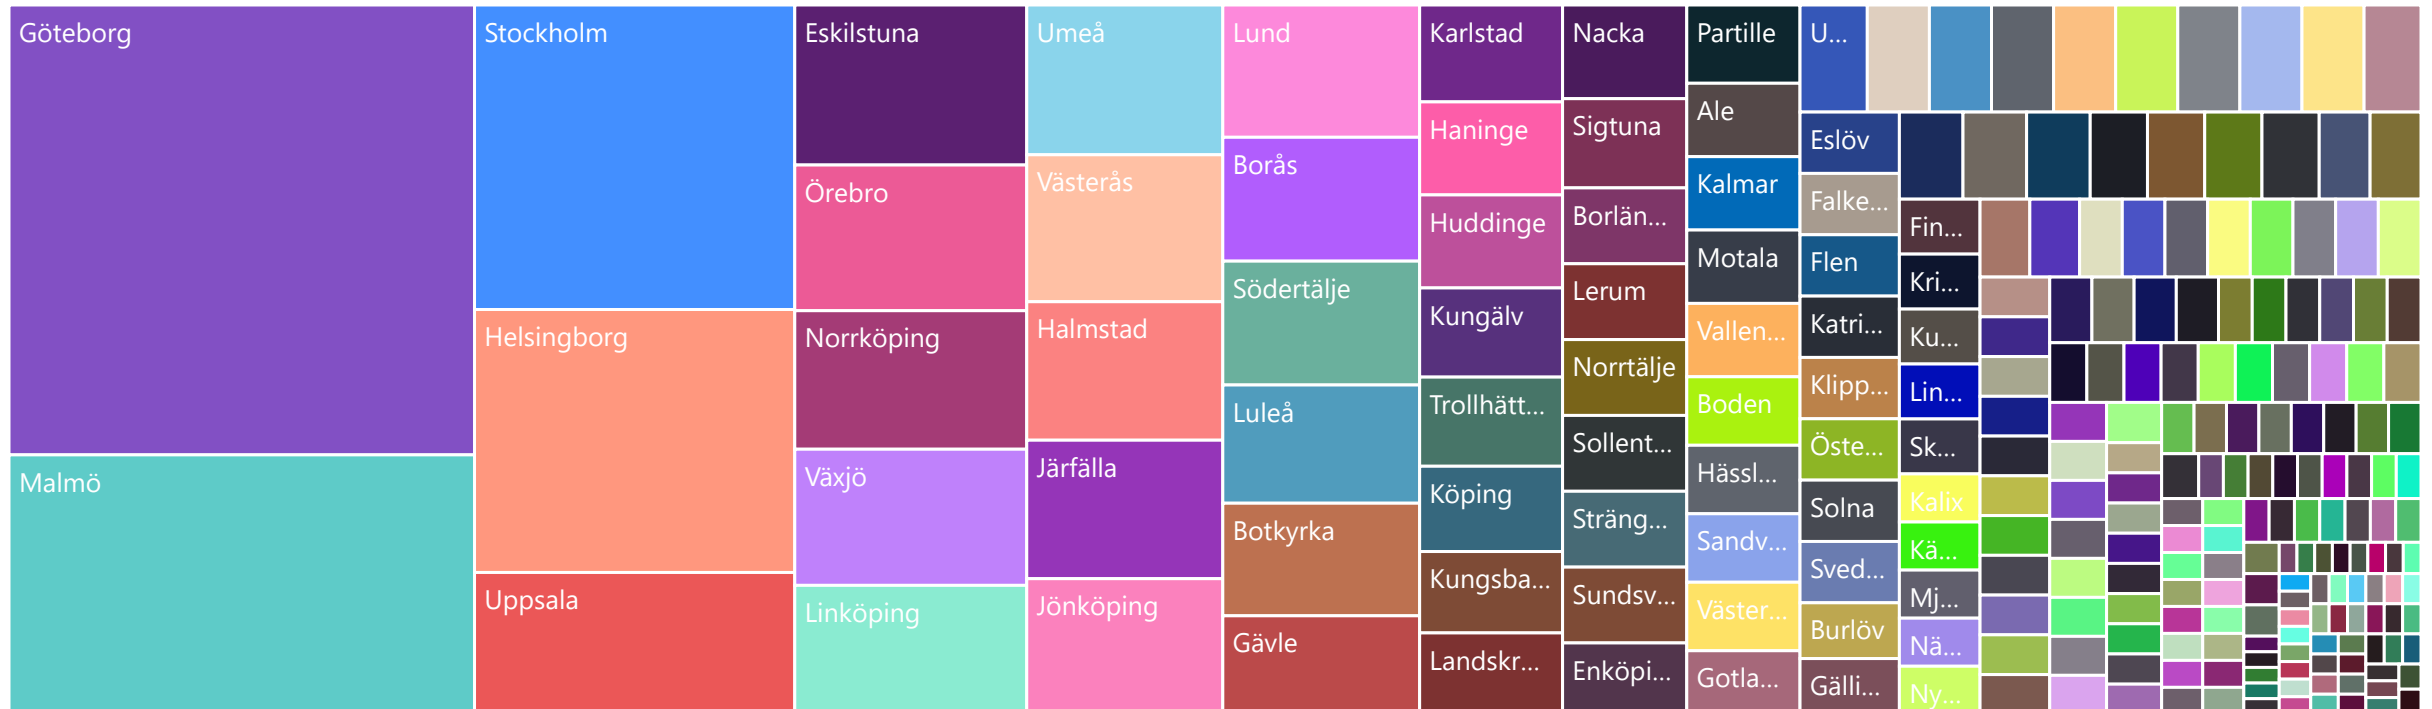 Göteborg
Malmö
Stockholm
Helsingborg
Uppsala
Eskilstuna
Örebro
Norrköping
Växjö
Linköping
Umeå
Västerås
Halmstad
Järfälla
Jönköping
Lund
Borås
Södertälje
Luleå
Botkyrka
Gävle
Karlstad
Haninge
Huddinge
Kungälv
Trollhätt...
Köping
Kungsba...
Landskr...
Nacka
Sigtuna
Borlän...
Lerum
Norrtälje
Sollent...
Sträng...
Sundsv...
Enköpi...
Partille
Ale
Kalmar
Motala
Vallen...
Boden
Hässl...
Sandv...
Väster...
Gotla...
U...
Eslöv
Falke...
Flen
Katri...
Klipp...
Öste...
Solna
Sved...
Burlöv
Gälli...
Fin...
Kri...
Ku...
Lin...
Sk...
Kalix
Kä...
Mj...
Nä...
Ny...